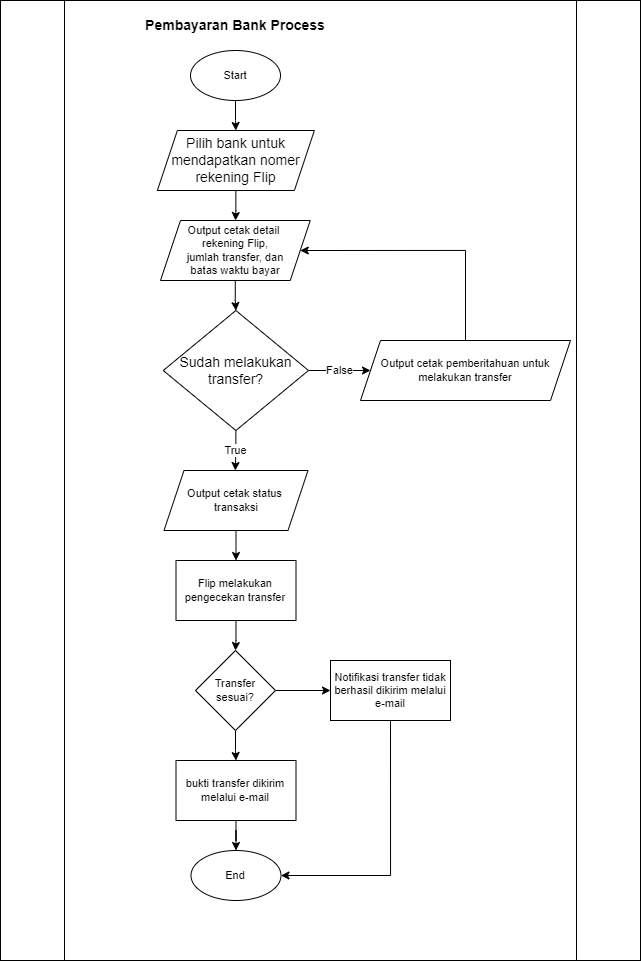 Pembayaran Bank Process
Start
Pilih bank untuk
mendapatkan nomer
rekening Flip
Output cetak detail
rekening Flip,
jumlah transfer, dan
batas waktu bayar
Sudah melakukan
transfer?
False
Output cetak pemberitahuan untuk
melakukan transfer
True
Output cetak status
transaksi
Flip melakukan
pengecekan transfer
Transfer
sesuai?
Notifikasi transfer tidak
berhasil dikirim melalui
e-mail
bukti transfer dikirim
melalui e-mail
End